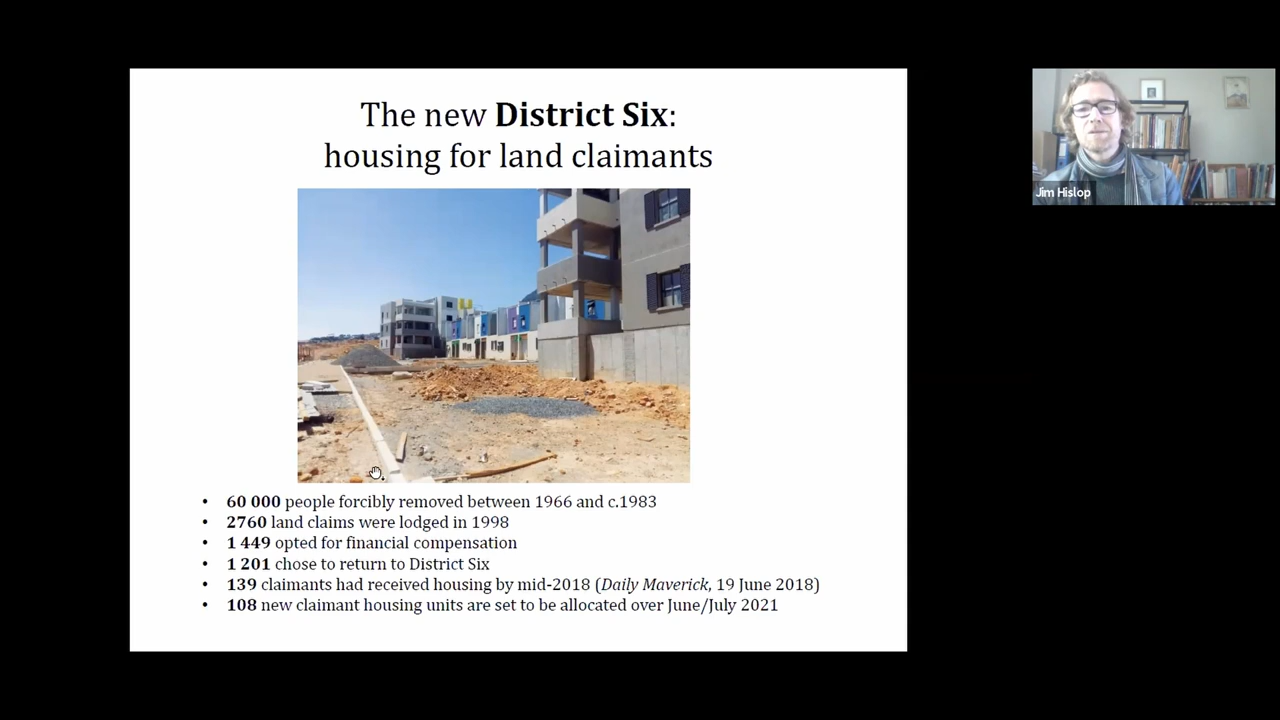 The new District Six:
housing for land claimants
Jim Hislop
• 60 000 people forcibly removed between 1966 and c.1983
• 2760 land claims were lodged in 1998
• 1 449 opted for financial compensation
• 1 201 chose to return to District Six
• 139 claimants had received housing by mid-2018 (Daily Maverick, 19 June 2018)
• 108 new claimant housing units are set to be allocated over June/July 2021